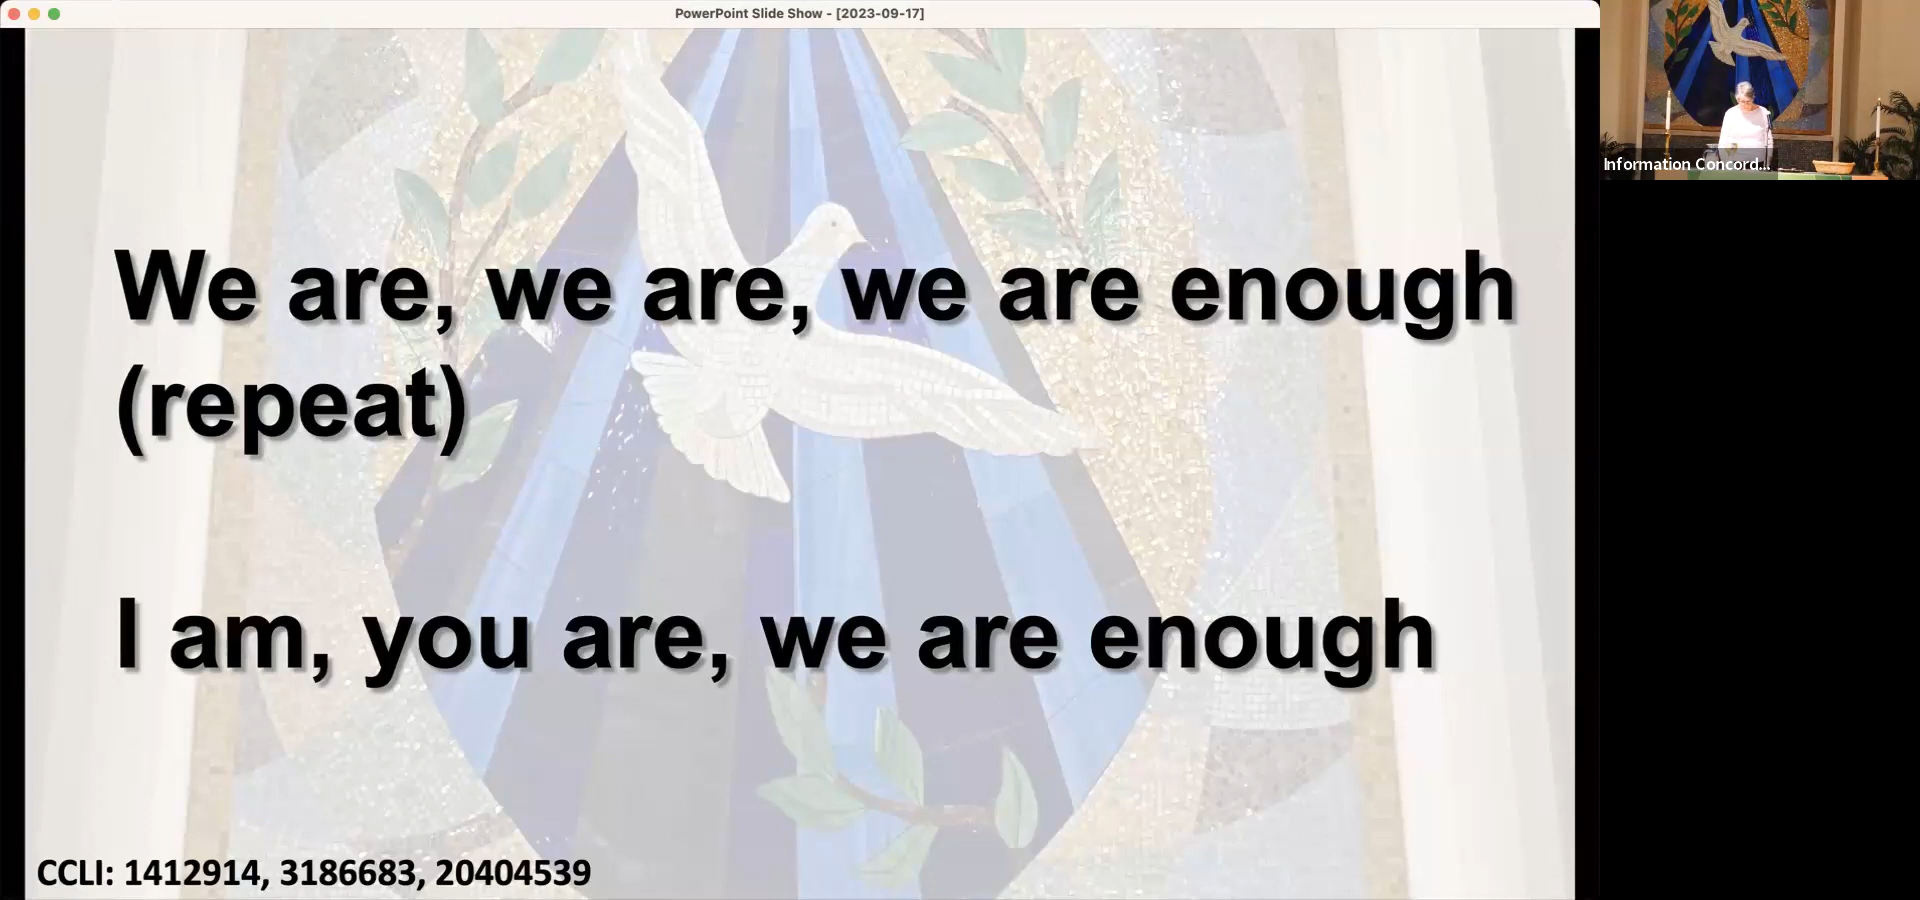 PowerPoint Slide Show - [2023-09-17]
We are, we are, we are enough
(repeat)
I am, you are, we are enough
CCLI: 1412914, 3186683, 20404539
Information Concord...